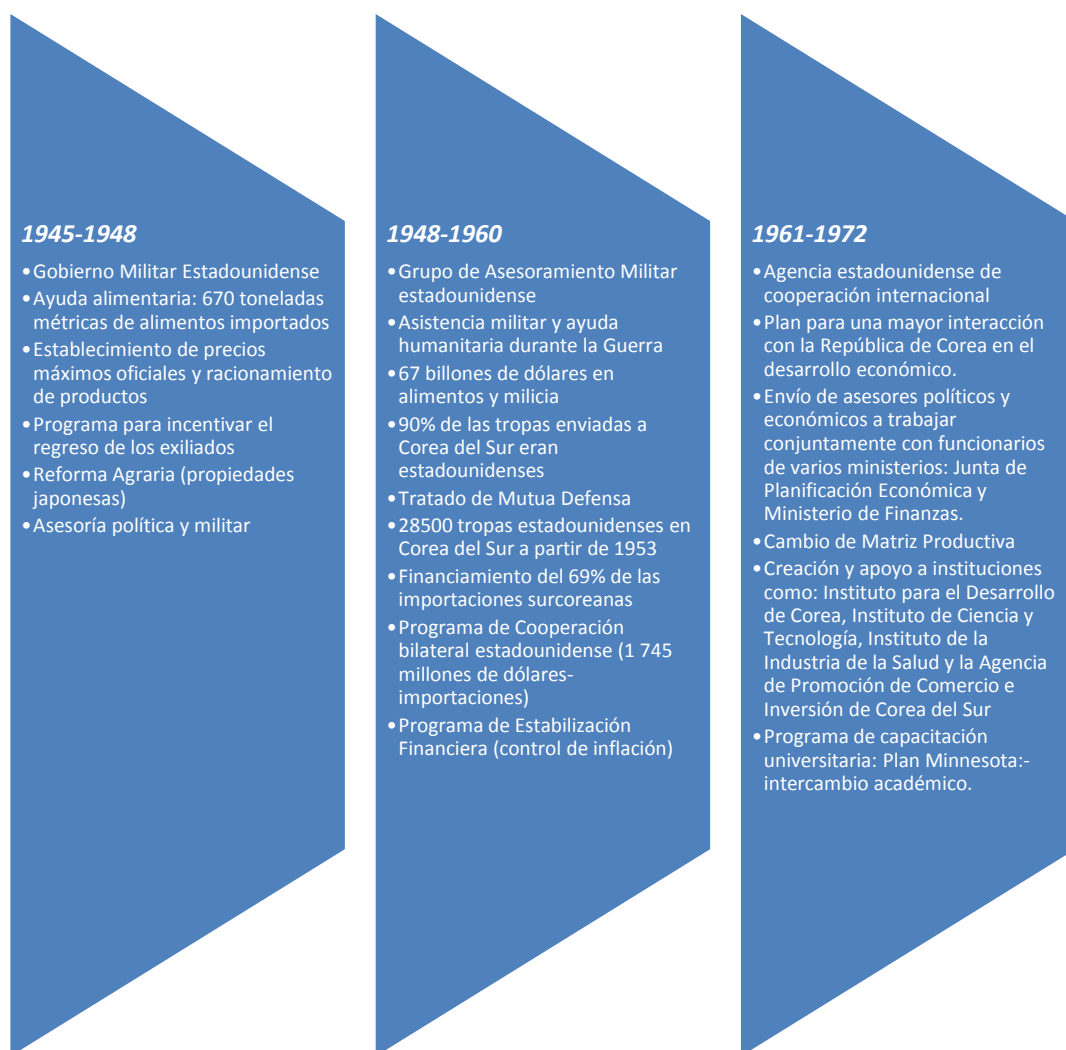 1945-1948
•Gobierno Militar Estadounidense
•Ayuda alimentaria: 670 toneladas
métricas de alimentos importados
•Establecimiento de precios
máximos oficiales y racionamiento
de productos
•Programa para incentivar el
regreso de los exiliados
•Reforma Agraria (propiedades
japonesas)
•Asesoría política y militar
1948-1960
•Grupo de Asesoramiento Militar
estadounidense
•Asistencia militar y ayuda
humanitaria durante la Guerra
•67 billones de dólares en
alimentos y milicia
•90% de las tropas enviadas a
Corea del Sur eran
estadounidenses
•Tratado de Mutua Defensa
•28500 tropas estadounidenses en
Corea del Sur a partir de 1953
•Financiamiento del 69% de las
importaciones surcoreanas
•Programa de Cooperación
bilateral estadounidense (1 745
millones de dólares-
importaciones)
•Programa de Estabilización
Financiera (control de inflación)
1961-1972
•Agencia estadounidense de
cooperación internacional
•Plan para una mayor interacción
con la República de Corea en el
desarrollo económico.
•Envío de asesores políticos y
económicos a trabajar
conjuntamente con funcionarios
de varios ministerios: Junta de
Planificación Económica y
Ministerio de Finanzas.
•Cambio de Matriz Productiva
•Creación y apoyo a instituciones
como: Instituto para el Desarrollo
de Corea, Instituto de Ciencia y
Tecnología, Instituto de la
Industria de la Salud y la Agencia
de Promoción de Comercio e
Inversión de Corea del Sur
•Programa de capacitación
universitaria: Plan Minnesota:-
intercambio académico.